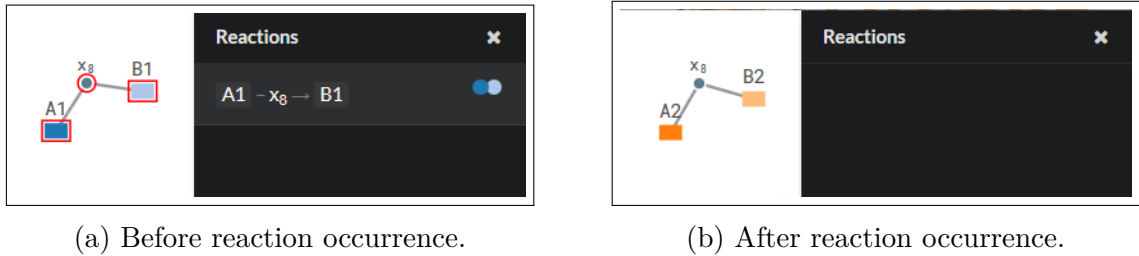 Reactions ✖
x₈
B1
A1
A1 – x₈ → B1
(a) Before reaction occurrence.
Reactions ✖
x₈
B2
A2
(b) After reaction occurrence.